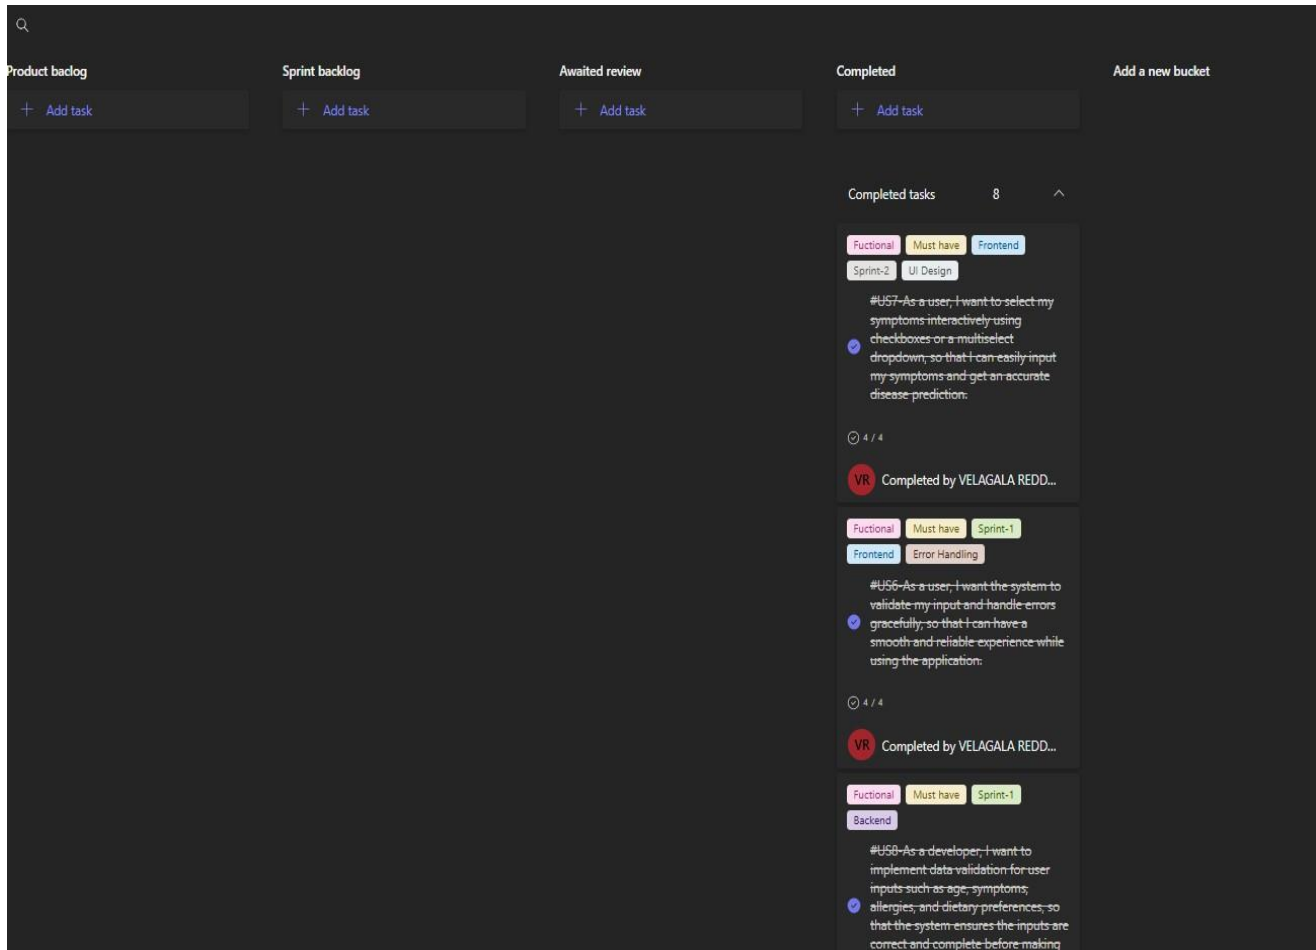 Product baclog
Sprint backlog
Awaited review
Completed
Add a new bucket
+ Add task
+ Add task
+ Add task
+ Add task
Completed tasks 8
Fuctional Must have Frontend
Sprint-2 UI Design
#US7-As a user, I want to select my
symptoms interactively using
checkboxes or a multiselect
dropdown, so that I can easily input
my symptoms and get an accurate
disease prediction.
4 / 4
VR Completed by VELAGALA REDD...
Fuctional Must have Sprint-1
Frontend Error Handling
#US6-As a user, I want the system to
validate my input and handle errors
gracefully, so that I can have a
smooth and reliable experience while
using the application.
4 / 4
VR Completed by VELAGALA REDD...
Fuctional Must have Sprint-1
Backend
#US8-As a developer, I want to
implement data validation for user
inputs such as age, symptoms,
allergies, and dietary preferences, so
that the system ensures the inputs are
correct and complete before making